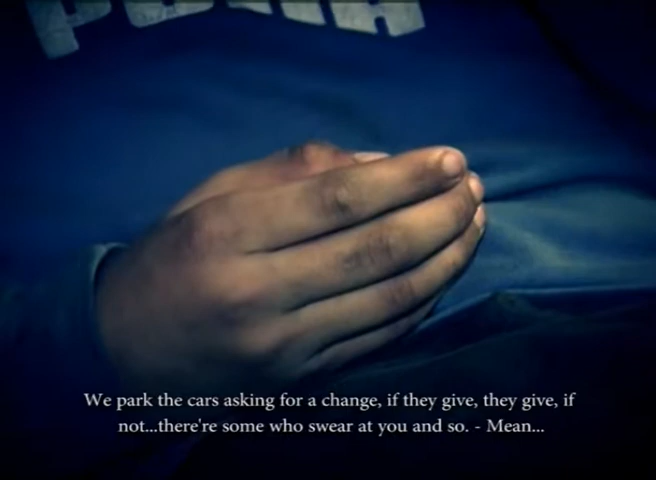 PUMA
We park the cars asking for a change, if they give, they give, if
not...there're some who swear at you and so. - Mean...